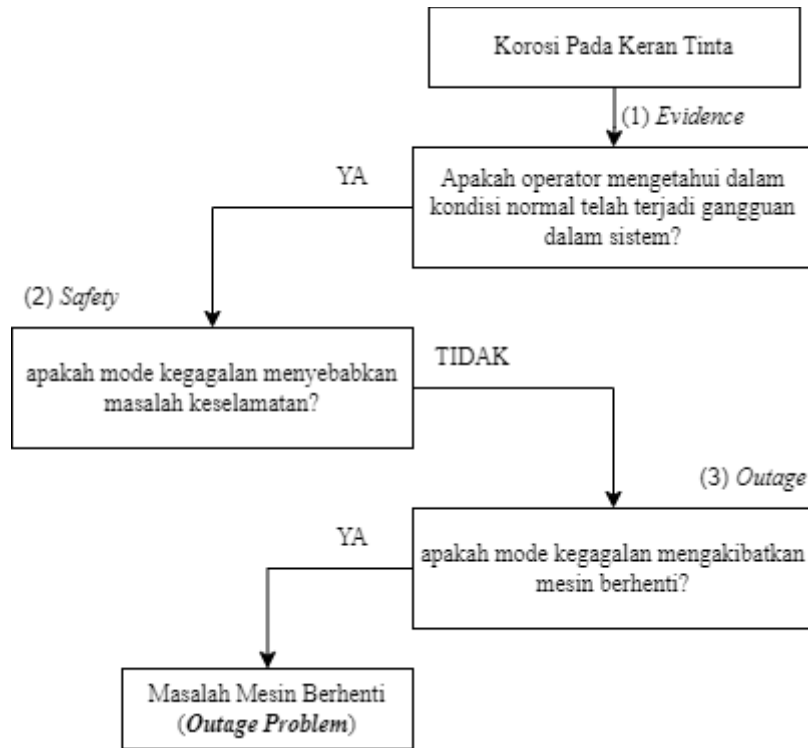 Korosi Pada Keran Tinta
(1) Evidence
YA
Apakah operator mengetahui dalam
kondisi normal telah terjadi gangguan
dalam sistem?
(2) Safety
apakah mode kegagalan menyebabkan
masalah keselamatan?
TIDAK
(3) Outage
YA
apakah mode kegagalan mengakibatkan
mesin berhenti?
Masalah Mesin Berhenti
(Outage Problem)